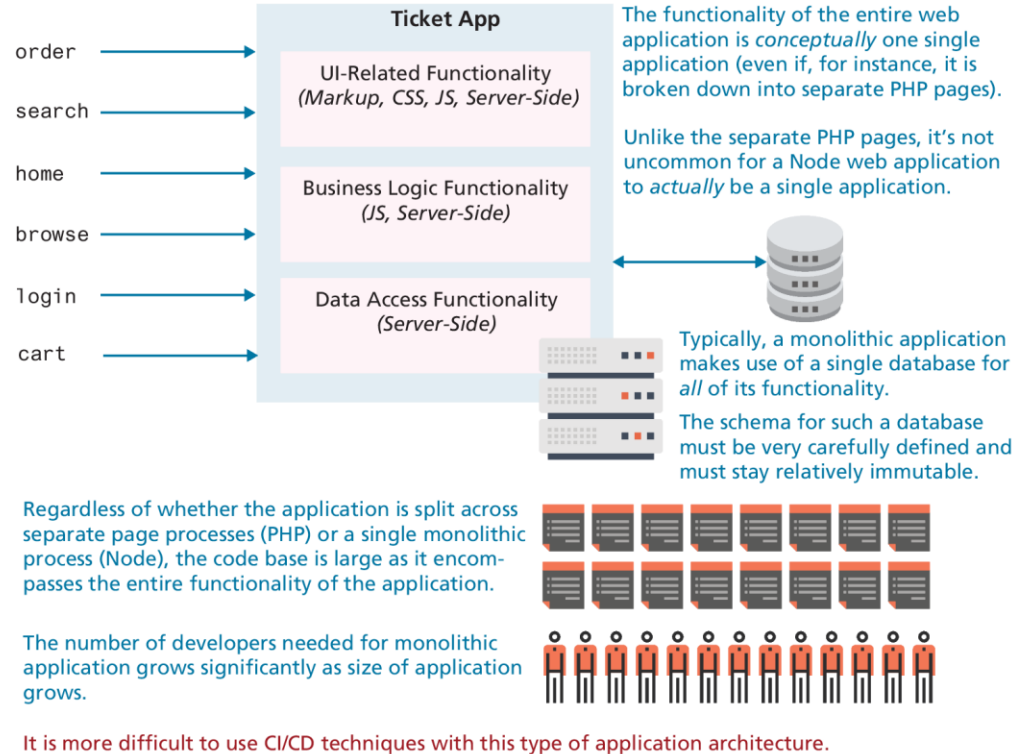 Ticket App
order
search
home
browse
login
cart
UI-Related Functionality
(Markup, CSS, JS, Server-Side)
Business Logic Functionality
(JS, Server-Side)
Data Access Functionality
(Server-Side)
The functionality of the entire web
application is conceptually one single
application (even if, for instance, it is
broken down into separate PHP pages).
Unlike the separate PHP pages, it’s not
uncommon for a Node web application
to actually be a single application.
Typically, a monolithic application
makes use of a single database for
all of its functionality.
The schema for such a database
must be very carefully defined and
must stay relatively immutable.
Regardless of whether the application is split across
separate page processes (PHP) or a single monolithic
process (Node), the code base is large as it encom-
passes the entire functionality of the application.
The number of developers needed for monolithic
application grows significantly as size of application
grows.
It is more difficult to use CI/CD techniques with this type of application architecture.